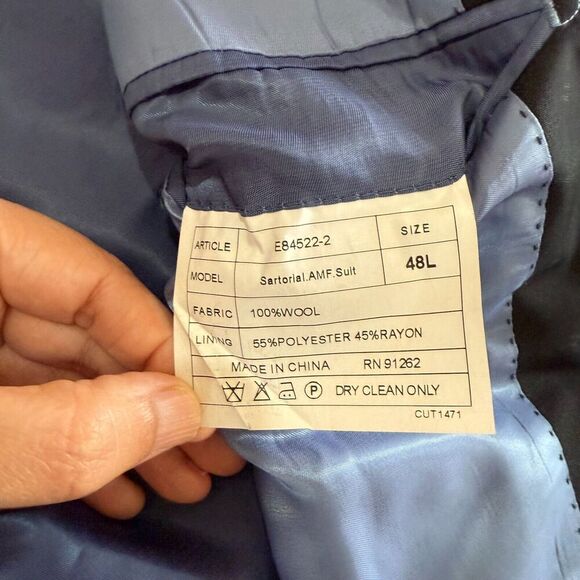 ARTICLE E84522-2 SIZE
MODEL Sartorial.AMF.Suit 48L
FABRIC 100%WOOL
LINING 55%POLYESTER 45%RAYON
MADE IN CHINA RN 91262
P DRY CLEAN ONLY
CUT1471